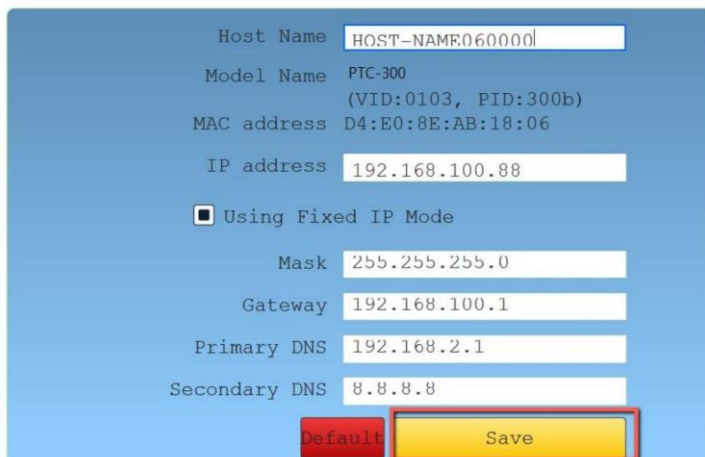 Host Name HOST-NAME060000
Model Name PTC-300
(VID:0103, PID:300b)
MAC address D4:E0:8E:AB:18:06
IP address 192.168.100.88
Using Fixed IP Mode
Mask 255.255.255.0
Gateway 192.168.100.1
Primary DNS 192.168.2.1
Secondary DNS 8.8.8.8
Default Save